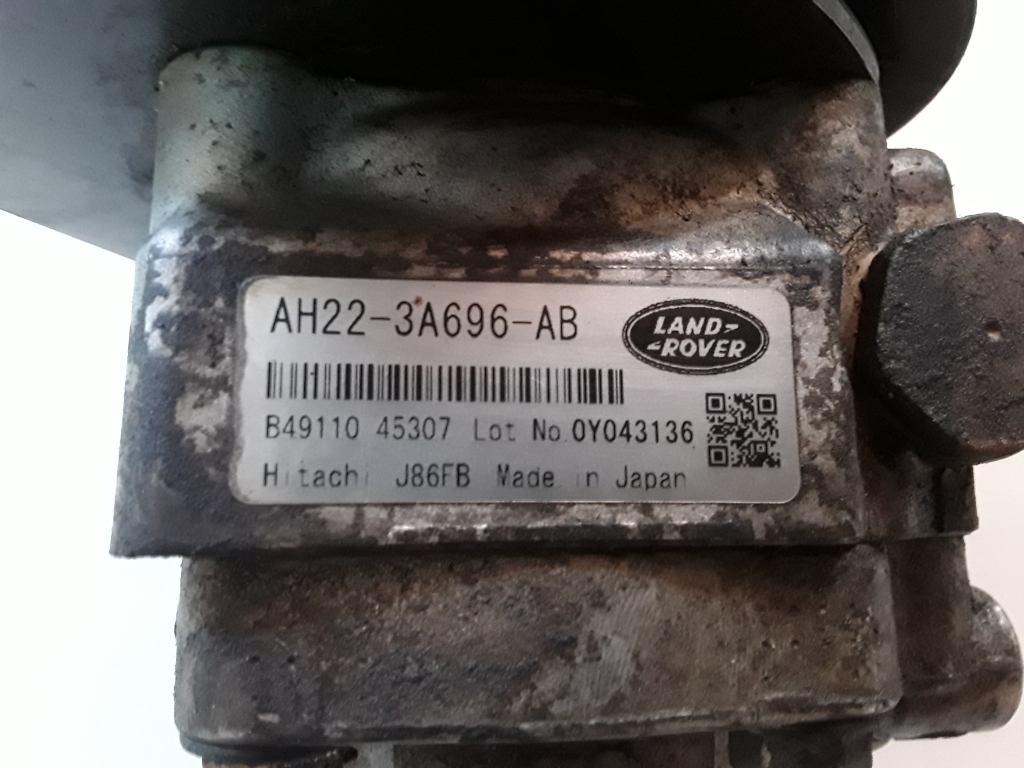 AH22-3A696-AB
LAND-
-ROVER
B49110 45307 Lot No.0Y043136
Hitachi J86FB Made in Japan